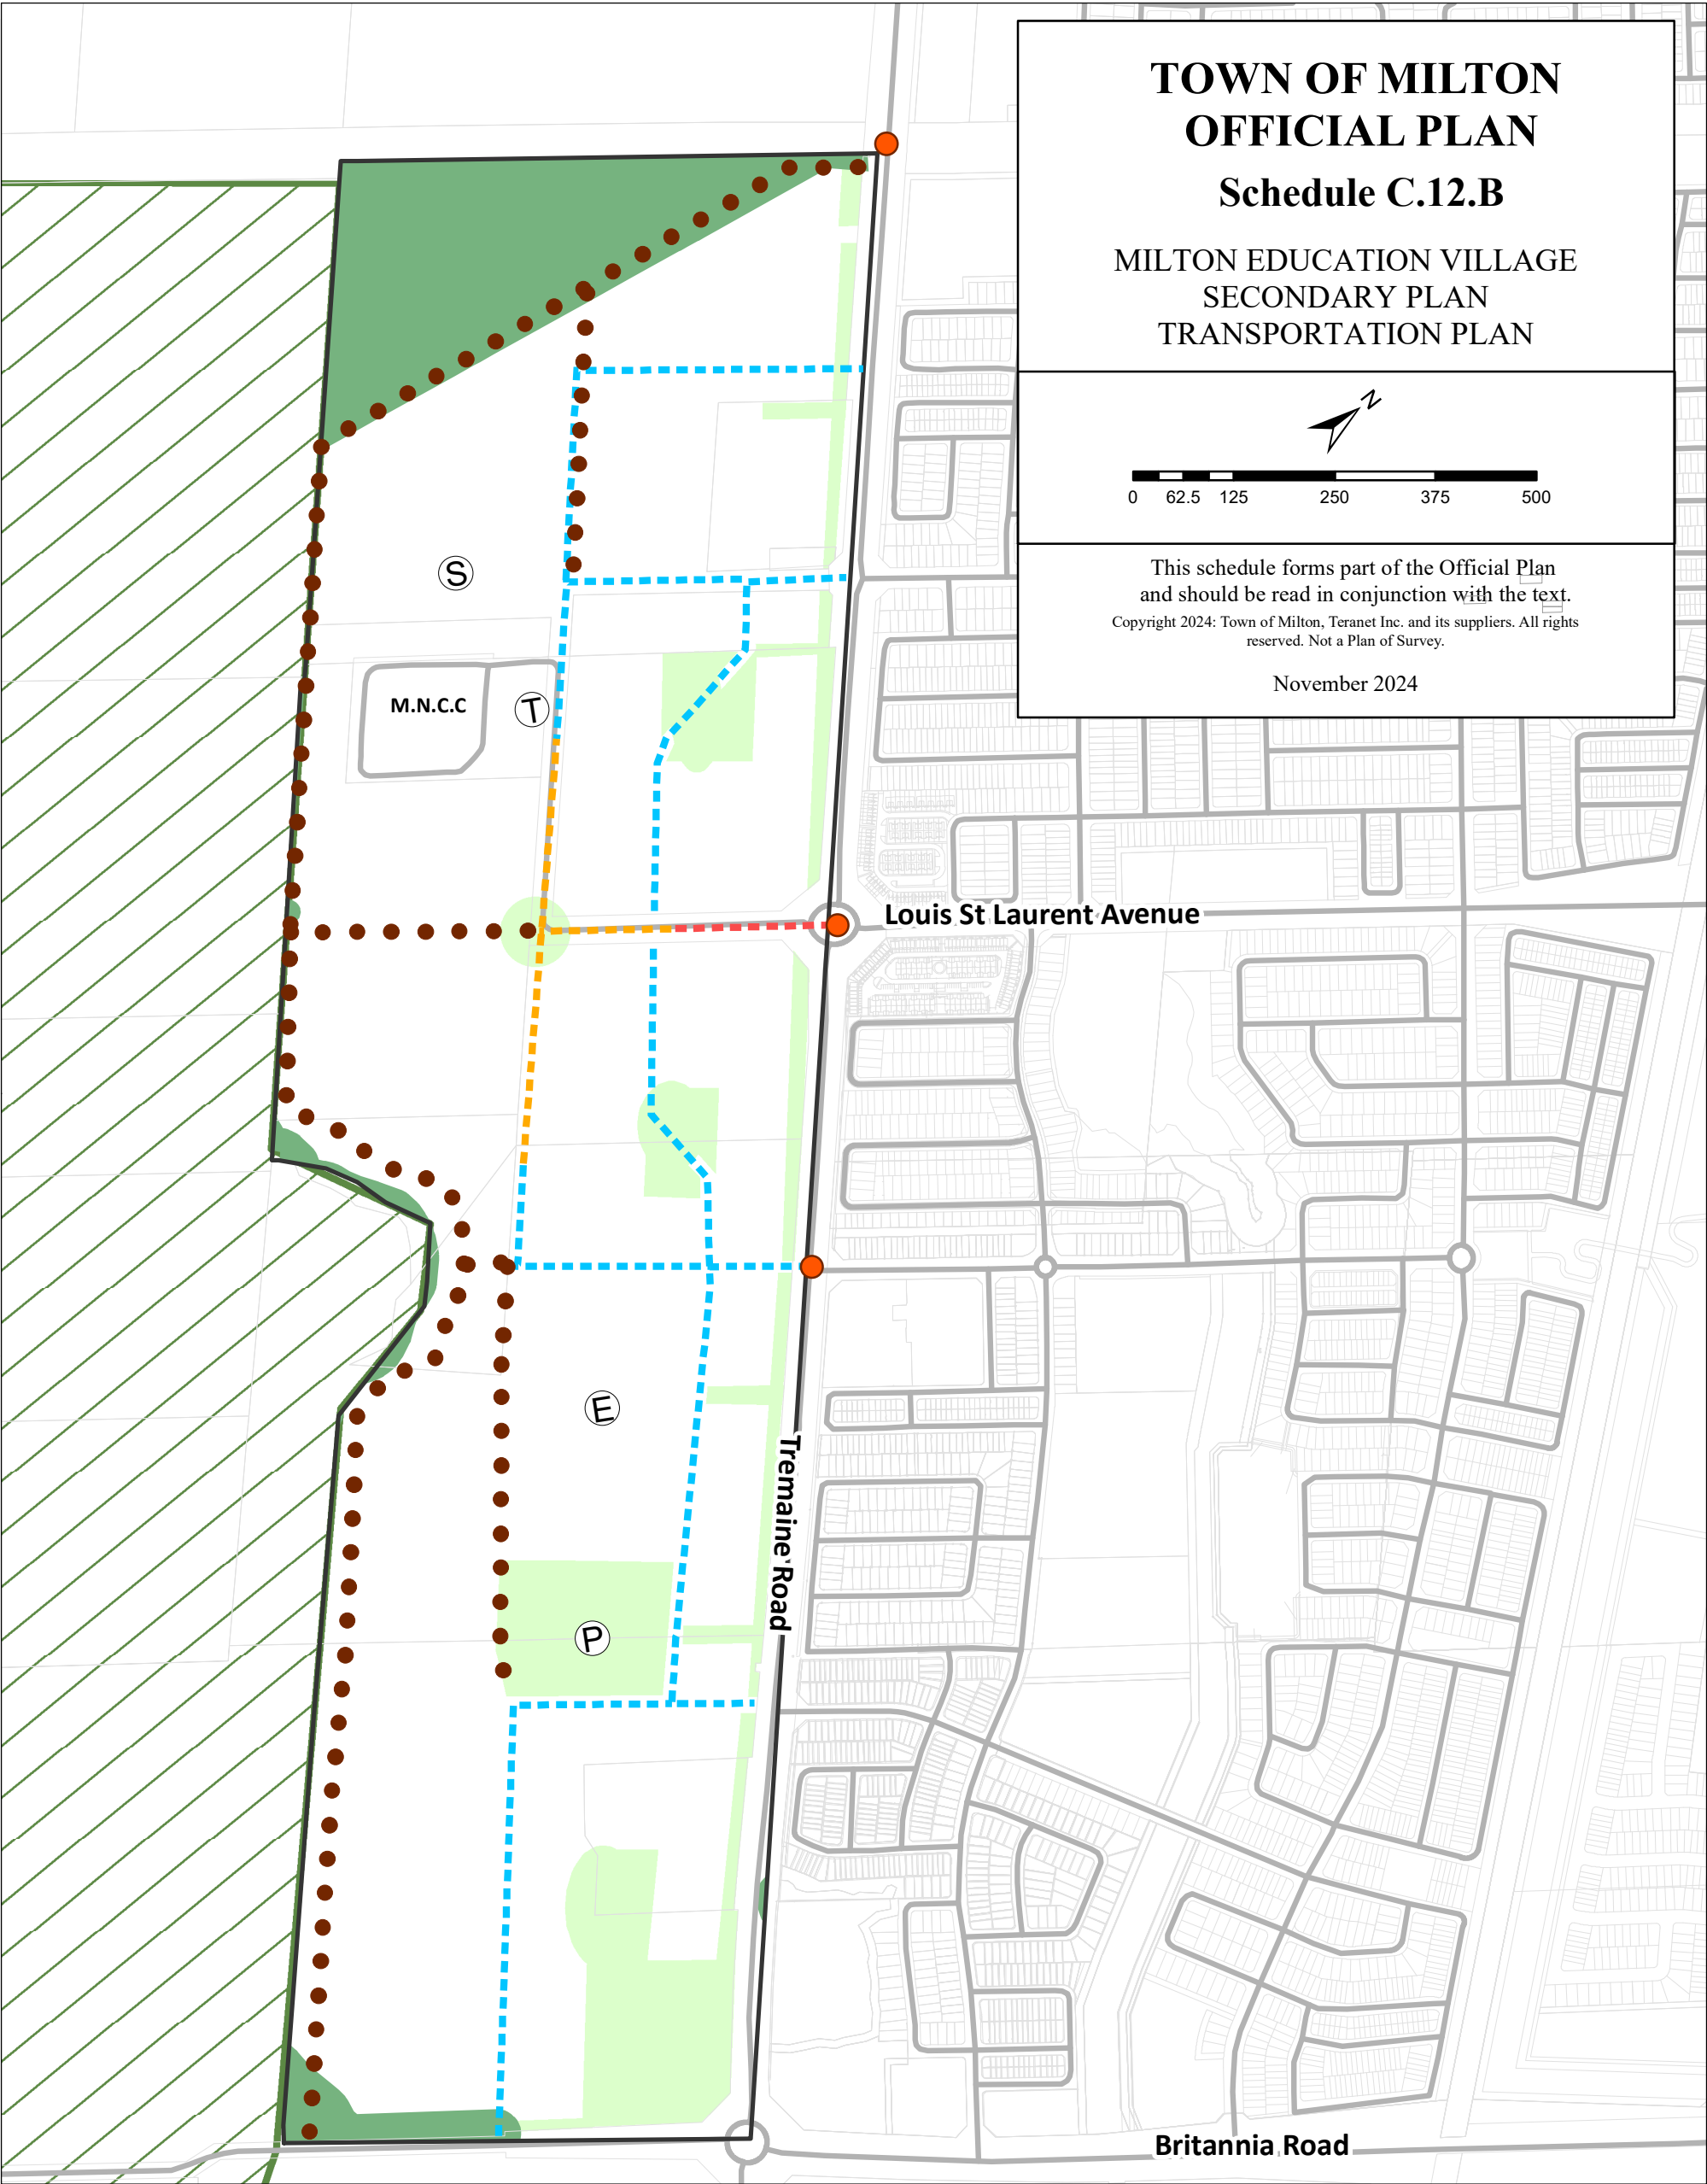 TOWN OF MILTON
OFFICIAL PLAN
Schedule C.12.B
MILTON EDUCATION VILLAGE
SECONDARY PLAN
TRANSPORTATION PLAN
N
0 62.5 125 250 375 500
This schedule forms part of the Official Plan
and should be read in conjunction with the text.
Copyright 2024: Town of Milton, Teranet Inc. and its suppliers. All rights
reserved. Not a Plan of Survey.
November 2024
S
M.N.C.C
T
Louis St Laurent Avenue
E
Tremaine Road
P
Britannia Road